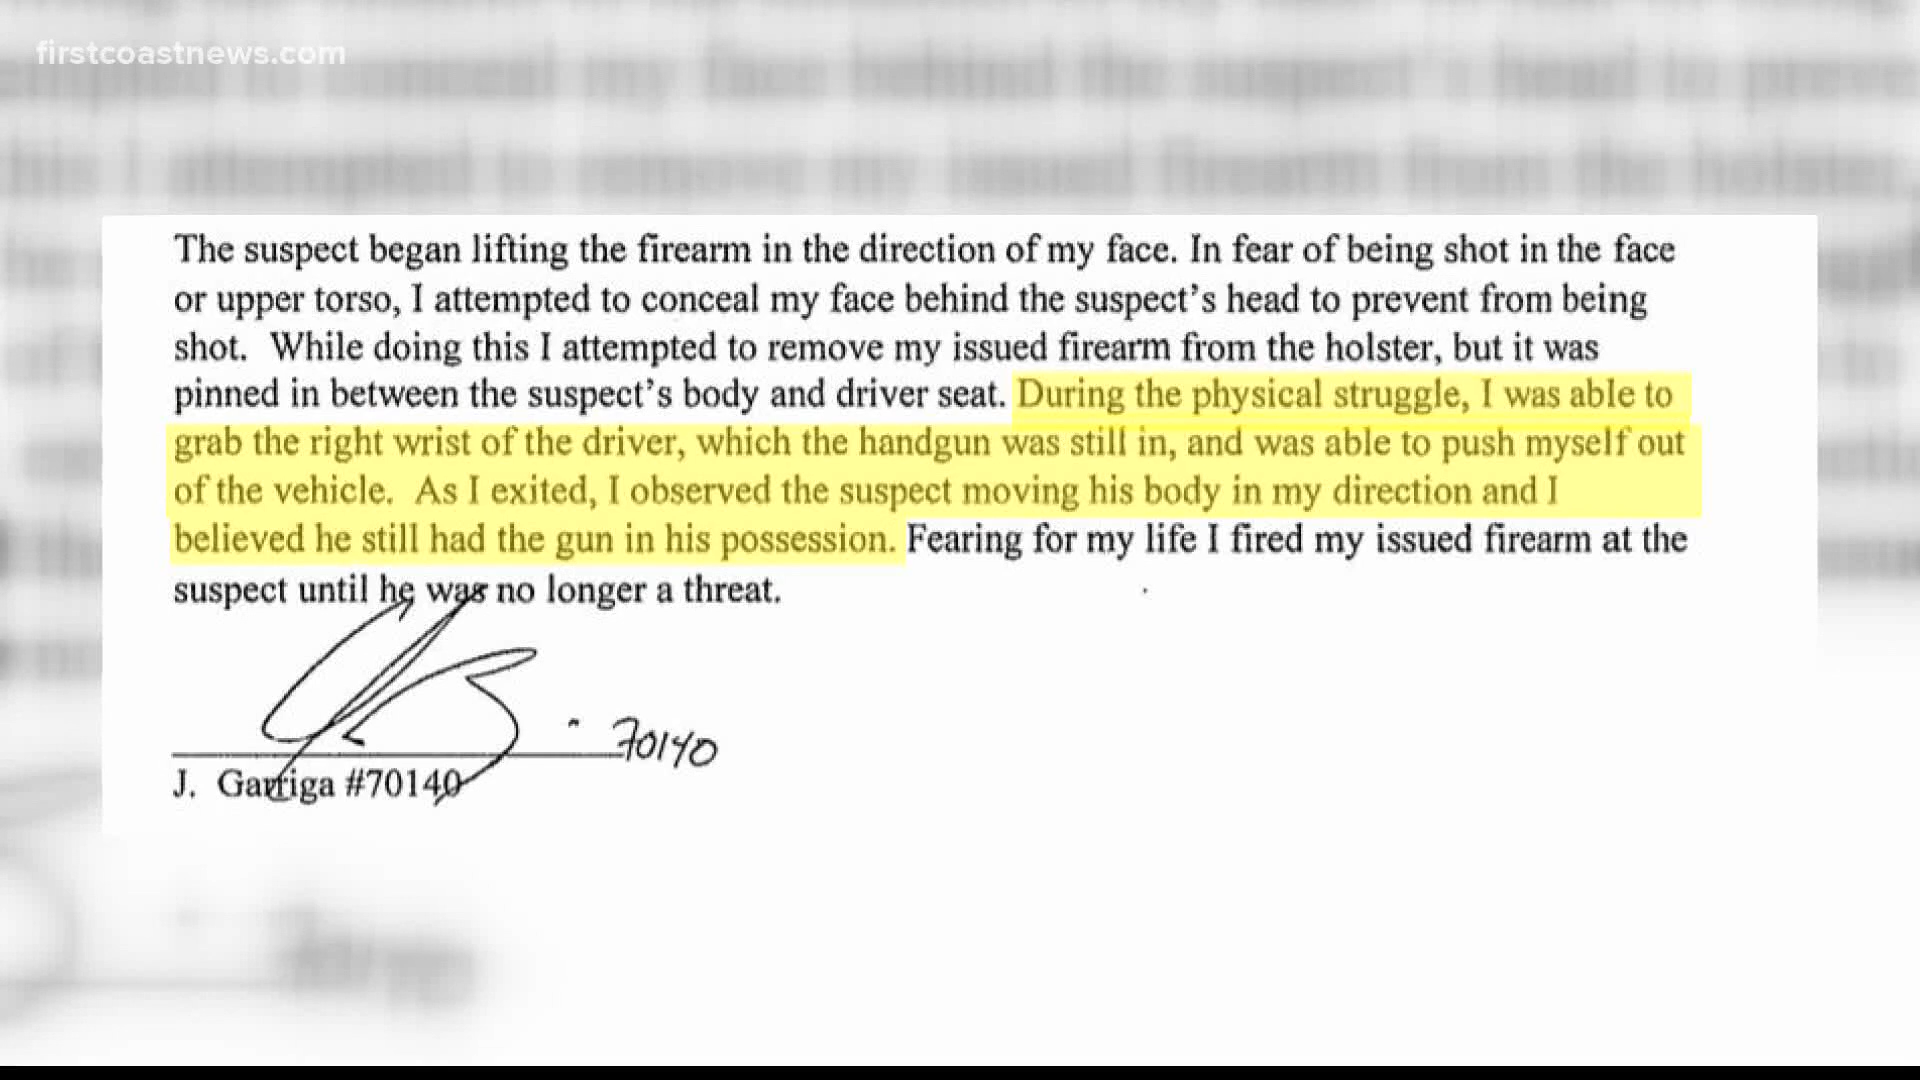 firstcoastnews.com
The suspect began lifting the firearm in the direction of my face. In fear of being shot in the face
or upper torso, I attempted to conceal my face behind the suspect's head to prevent from being
shot.  While doing this I attempted to remove my issued firearm from the holster, but it was
pinned in between the suspect's body and driver seat. During the physical struggle, I was able to
grab the right wrist of the driver, which the handgun was still in, and was able to push myself out
of the vehicle.  As I exited, I observed the suspect moving his body in my direction and I
believed he still had the gun in his possession. Fearing for my life I fired my issued firearm at the
suspect until he was no longer a threat.
70140
J.  Garriga #70140